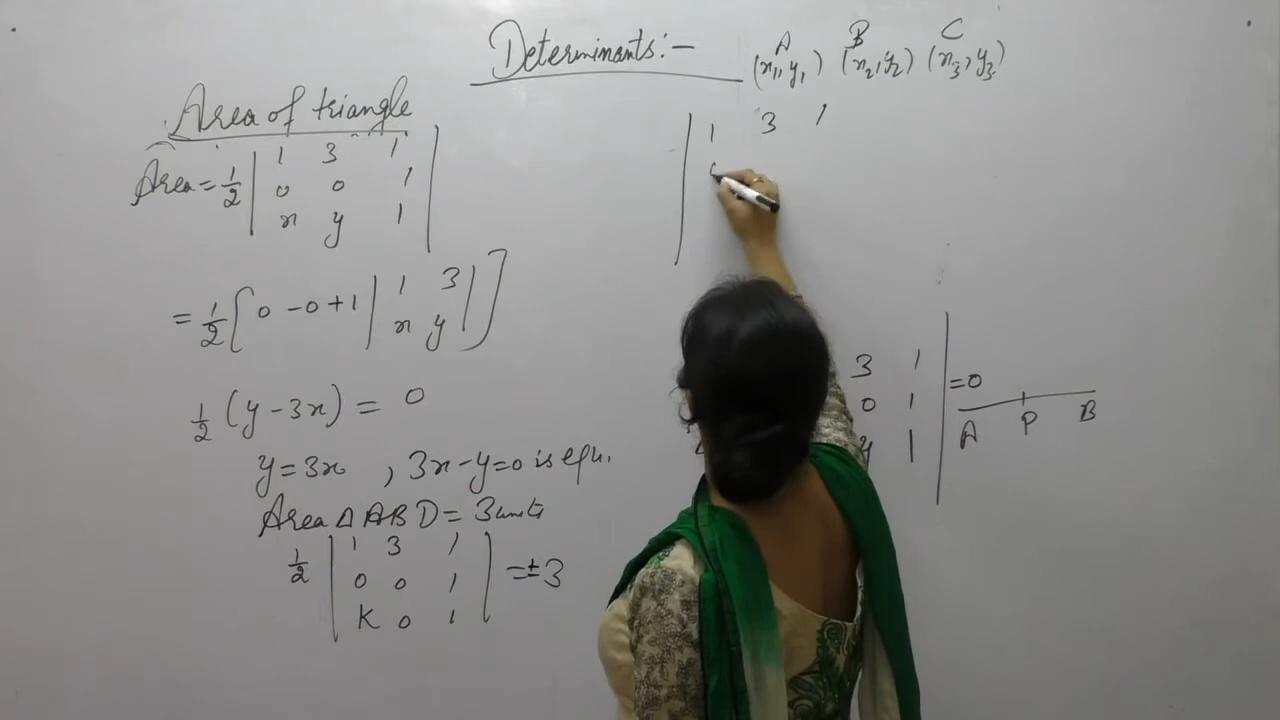 Determinants:-
A B C
(x₁, y₁) (x₂, y₂) (x₃, y₃)
Area of triangle
Area = 1/2 | 1 3 1 |
0 0 1
x y 1
= 1/2 [ 0 - 0 + 1 | 1 3 | ]
x y
1/2 (y - 3x) = 0
y = 3x , 3x - y = 0 is equ.
Area Δ ABD = 3 units
1/2 | 1 3 1 | = ± 3
0 0 1
K 0 1
| 1 3 1
3 1 | = 0
0 1
y 1
A P B